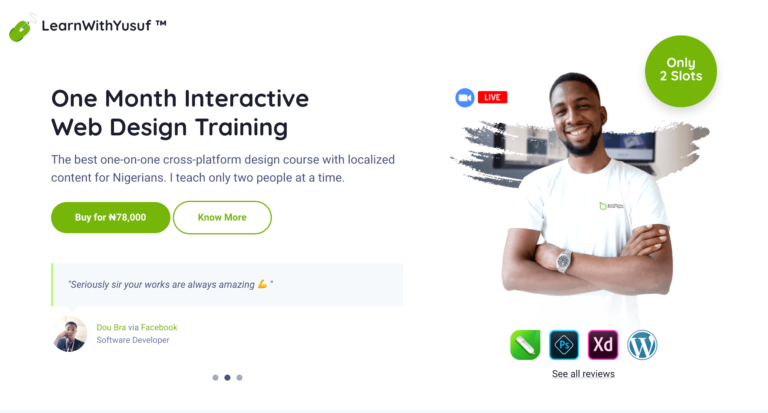 LearnWithYusuf ™
Only
2 Slots
LIVE
One Month Interactive
Web Design Training
The best one-on-one cross-platform design course with localized
content for Nigerians. I teach only two people at a time.
Buy for ₦78,000
Know More
"Seriously sir your works are always amazing 💪 "
Dou Bra via Facebook
Software Developer
Ps
Xd
See all reviews